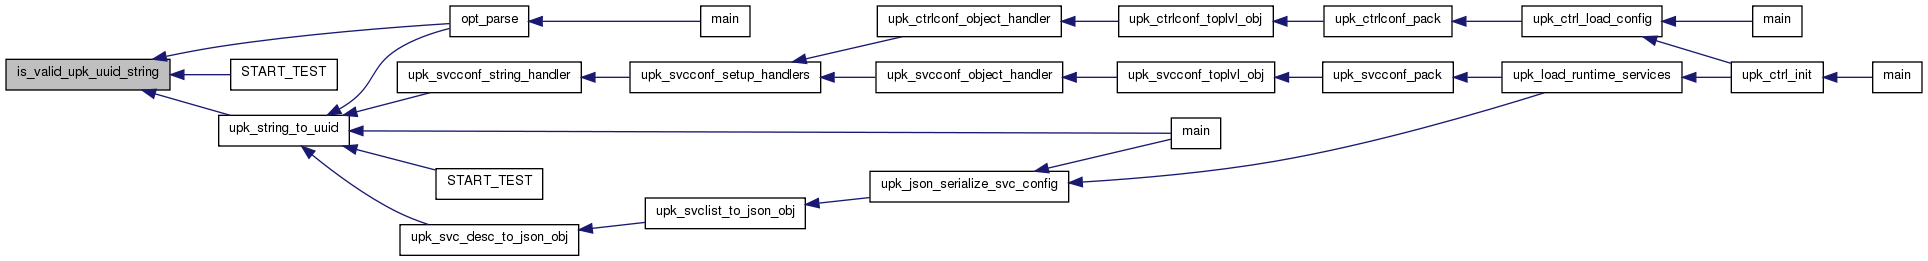 opt_parse
main
upk_ctrlconf_object_handler
upk_ctrlconf_toplvl_obj
upk_ctrlconf_pack
upk_ctrl_load_config
main
is_valid_upk_uuid_string
START_TEST
upk_svcconf_string_handler
upk_svcconf_setup_handlers
upk_svcconf_object_handler
upk_svcconf_toplvl_obj
upk_svcconf_pack
upk_load_runtime_services
upk_ctrl_init
main
upk_string_to_uuid
main
START_TEST
upk_json_serialize_svc_config
upk_svclist_to_json_obj
upk_svc_desc_to_json_obj